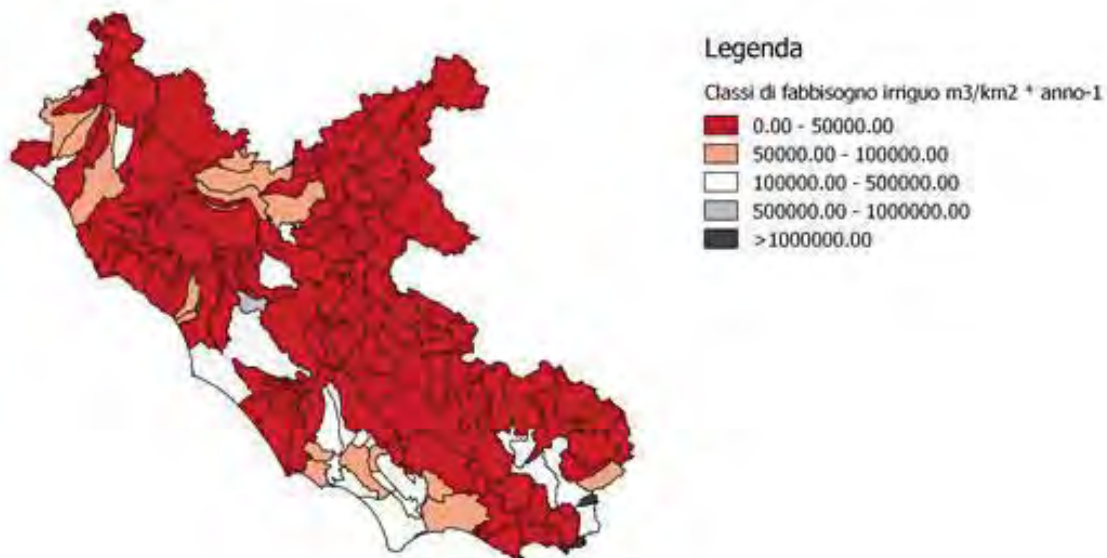 Legenda
Classi di fabbisogno irriguo m3/km2 * anno-1
0.00 - 50000.00
50000.00 - 100000.00
100000.00 - 500000.00
500000.00 - 1000000.00
>1000000.00